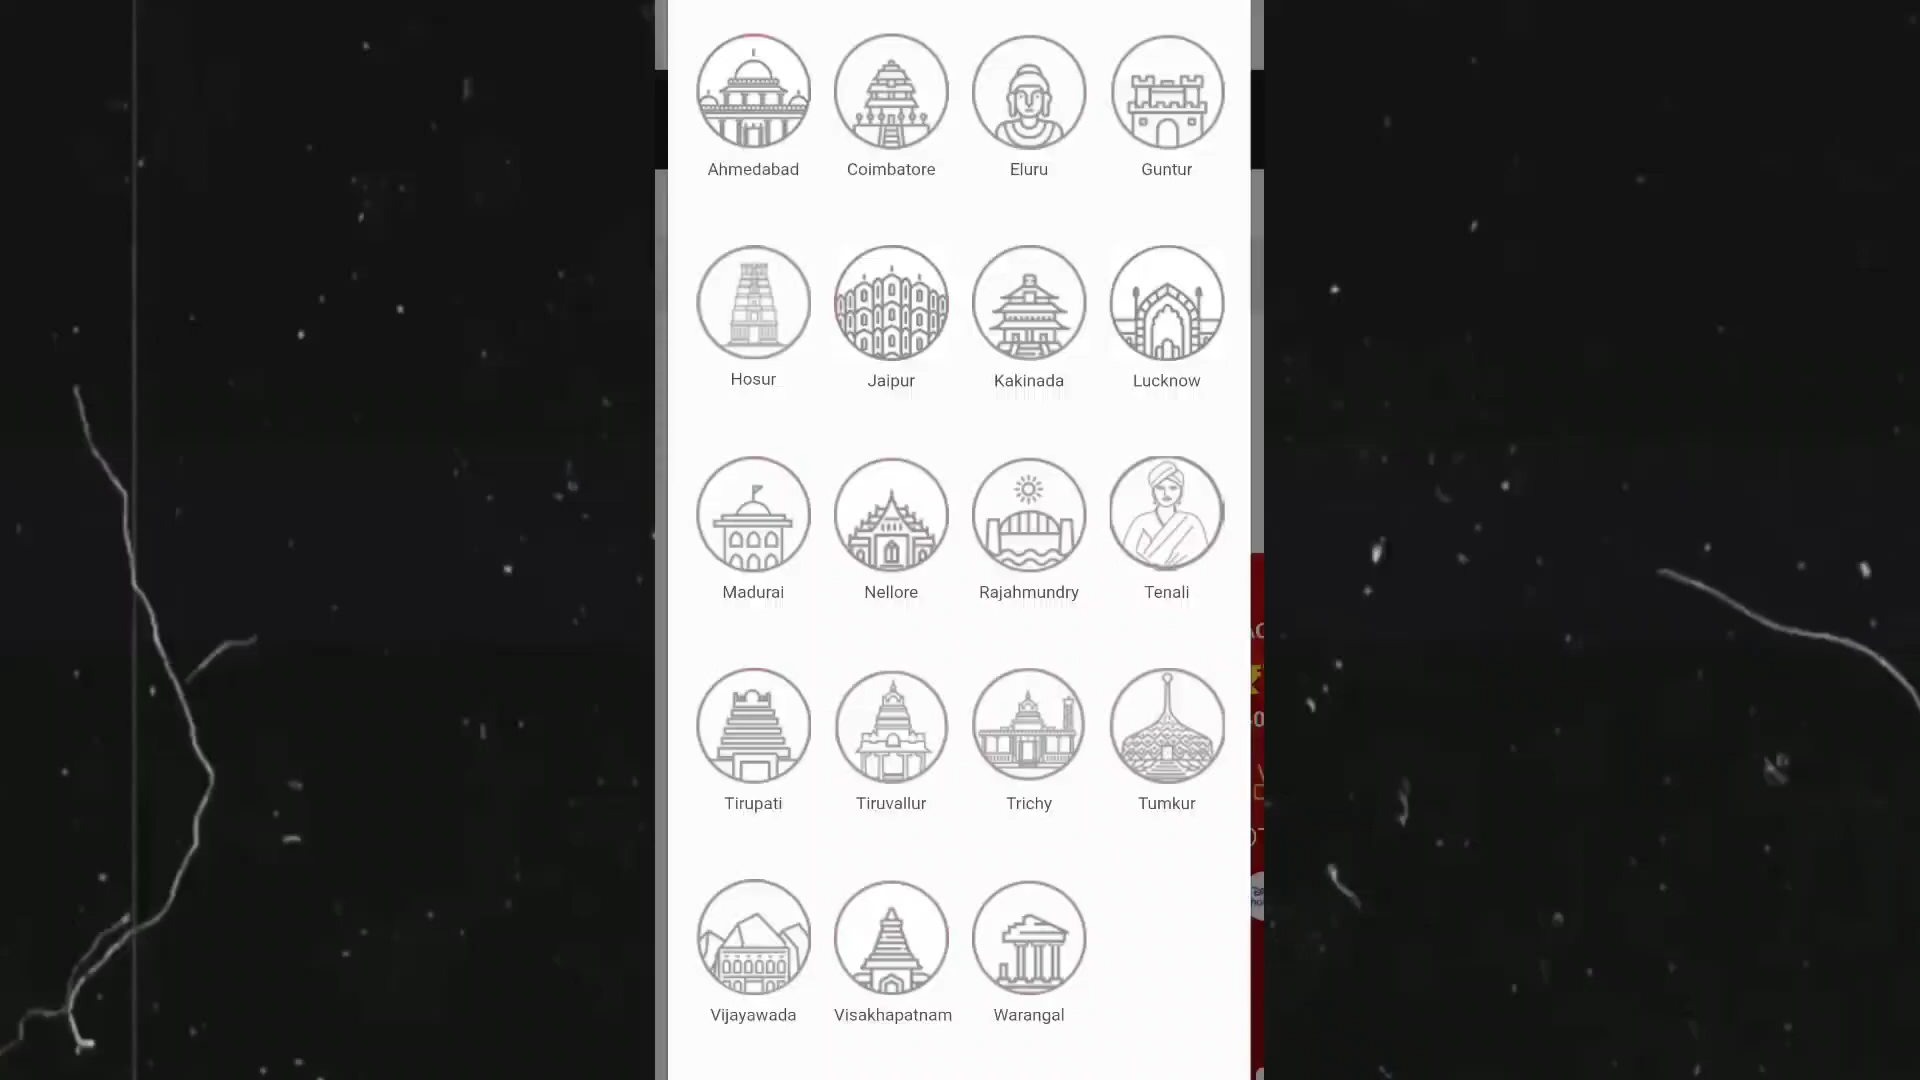 Ahmedabad Coimbatore Eluru Guntur
Hosur Jaipur Kakinada Lucknow
Madurai Nellore Rajahmundry Tenali
Tirupati Tiruvallur Trichy Tumkur
Vijayawada Visakhapatnam Warangal